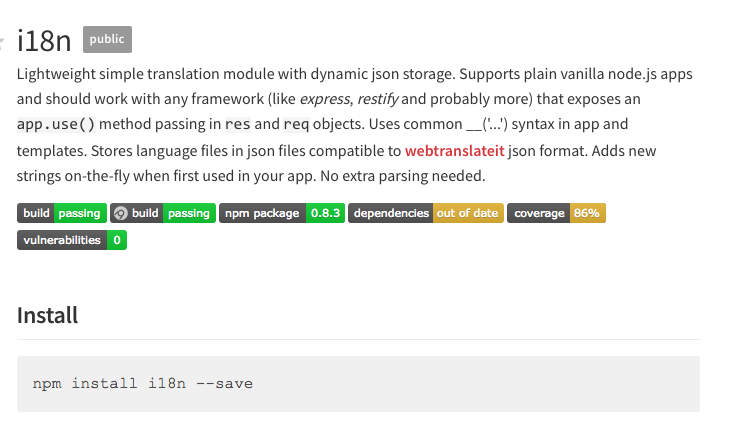 i18n public
Lightweight simple translation module with dynamic json storage. Supports plain vanilla node.js apps
and should work with any framework (like express, restify and probably more) that exposes an
app.use() method passing in res and req objects. Uses common __('...') syntax in app and
templates. Stores language files in json files compatible to webtranslateit json format. Adds new
strings on-the-fly when first used in your app. No extra parsing needed.
build passing build passing npm package 0.8.3 dependencies out of date coverage 86%
vulnerabilities 0
Install
npm install i18n --save